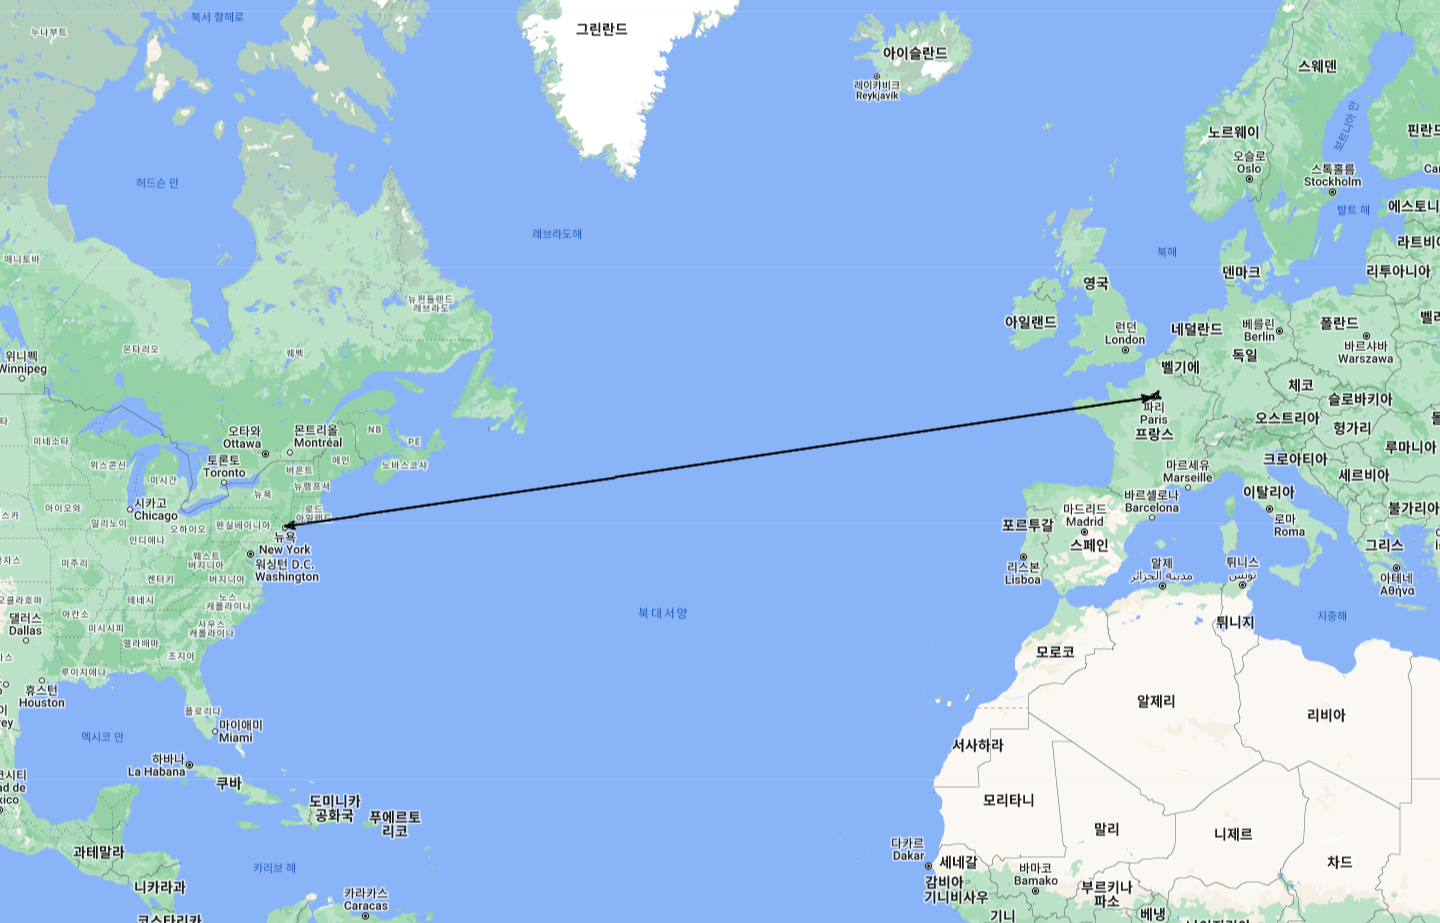 북서 항해로
누나부트
그린란드
아이슬란드
레이캬비크
Reykjavík
스웨덴
노르웨이
보트니아 만
핀란드
오슬로
Oslo
스톡홀름
Stockholm
허드슨 만
발트 해
에스토니
래브라도해
북해
라트비아
매니토바
덴마크
리투아니아
영국
뉴펀들랜드
래브라도
아일랜드
런던
London
네덜란드
베를린
Berlin
폴란드
벨라
바르샤바
Warszawa
독일
온타리오
퀘벡
위니펙
Winnipeg
벨기에
체코
슬로바키아
파리
Paris
프랑스
오스트리아
헝가리
루마니아
오타와
Ottawa
몬트리올
Montréal
NB
PE
미네소타
위스콘신
토론토
Toronto
버몬트
메인
노바스코샤
크로아티아
세르비아
마르세유
Marseille
미시간
뉴욕
뉴햄프셔
아이오와
시카고
Chicago
로드
아일랜드
바르셀로나
Barcelona
이탈리아
불가리아
마드리드
Madrid
로마
Roma
포르투갈
스페인
그리스
일리노이
오하이오
펜실베이니아
인디애나
뉴욕
New York
워싱턴 D.C.
Washington
미주리
웨스트
버지니아
켄터키
버지니아
리스본
Lisboa
알제
مدينة الجزائر
튀니스
تونس
아테네
Αθήνα
오클라호마
테네시
노스
캐롤라이나
아칸소
미시시피
사우스
캐롤라이나
댈러스
Dallas
앨라배마
조지아
북대서양
지중해
튀니지
모로코
루이지애나
휴스턴
Houston
플로리다
마이애미
Miami
알제리
리비아
멕시코 만
서사하라
하바나
La Habana
쿠바
도미니카
공화국
푸에르토
리코
모리타니
말리
니제르
차드
과테말라
다카르
Dakar
세네갈
바마코
Bamako
카리브 해
감비아
기니비사우
부르키나
파소
니카라과
카라카스
Caracas
기니
베냉
코스타리카